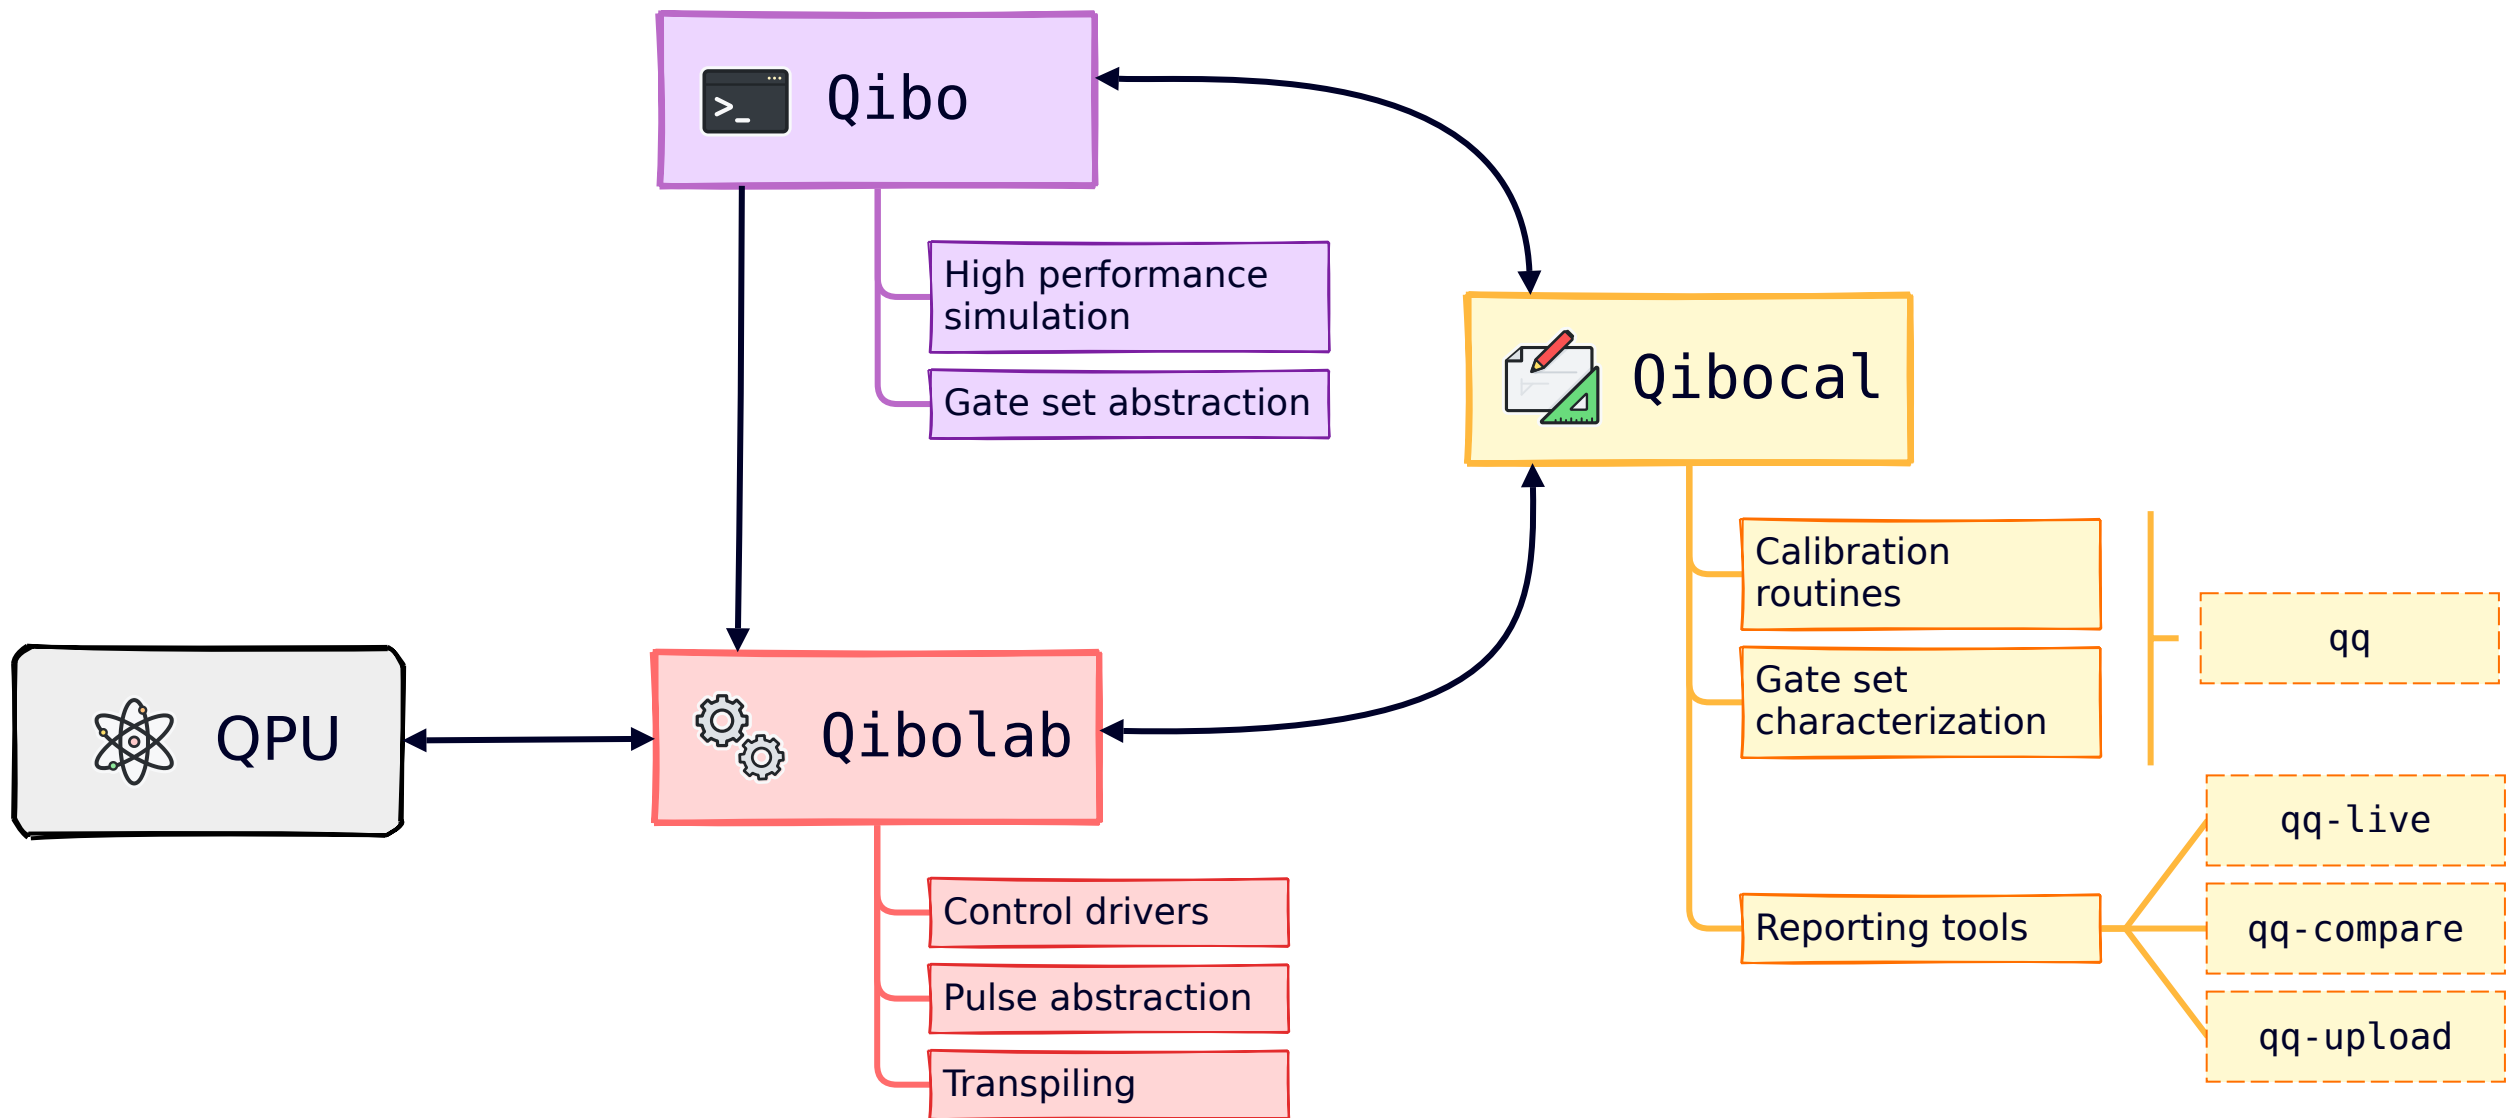 Qibo
High performance
simulation
Gate set abstraction
Qibocal
Calibration
routines
Gate set
characterization
qq
Reporting tools
qq-live
qq-compare
qq-upload
QPU
Qibolab
Control drivers
Pulse abstraction
Transpiling